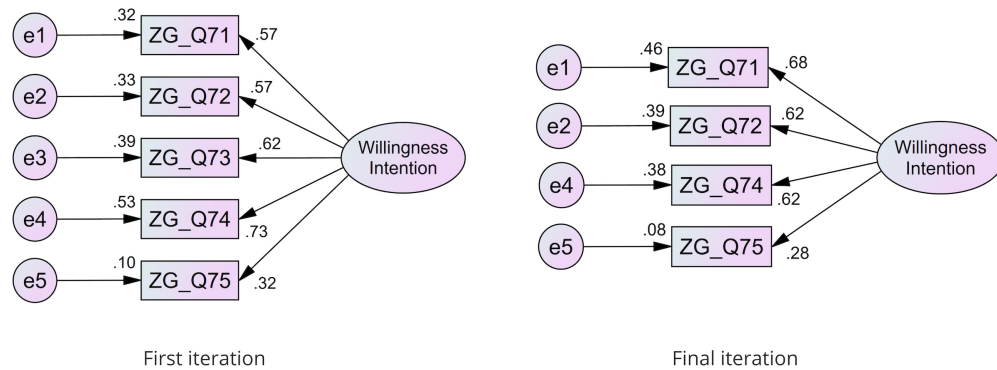 e1
.32
ZG_Q71
.57
e2
.33
ZG_Q72
.57
e3
.39
ZG_Q73
.62
e4
.53
ZG_Q74
.73
e5
.10
ZG_Q75
.32
Willingness
Intention
First iteration
e1
.46
ZG_Q71
.68
e2
.39
ZG_Q72
.62
e4
.38
ZG_Q74
.62
e5
.08
ZG_Q75
.28
Willingness
Intention
Final iteration